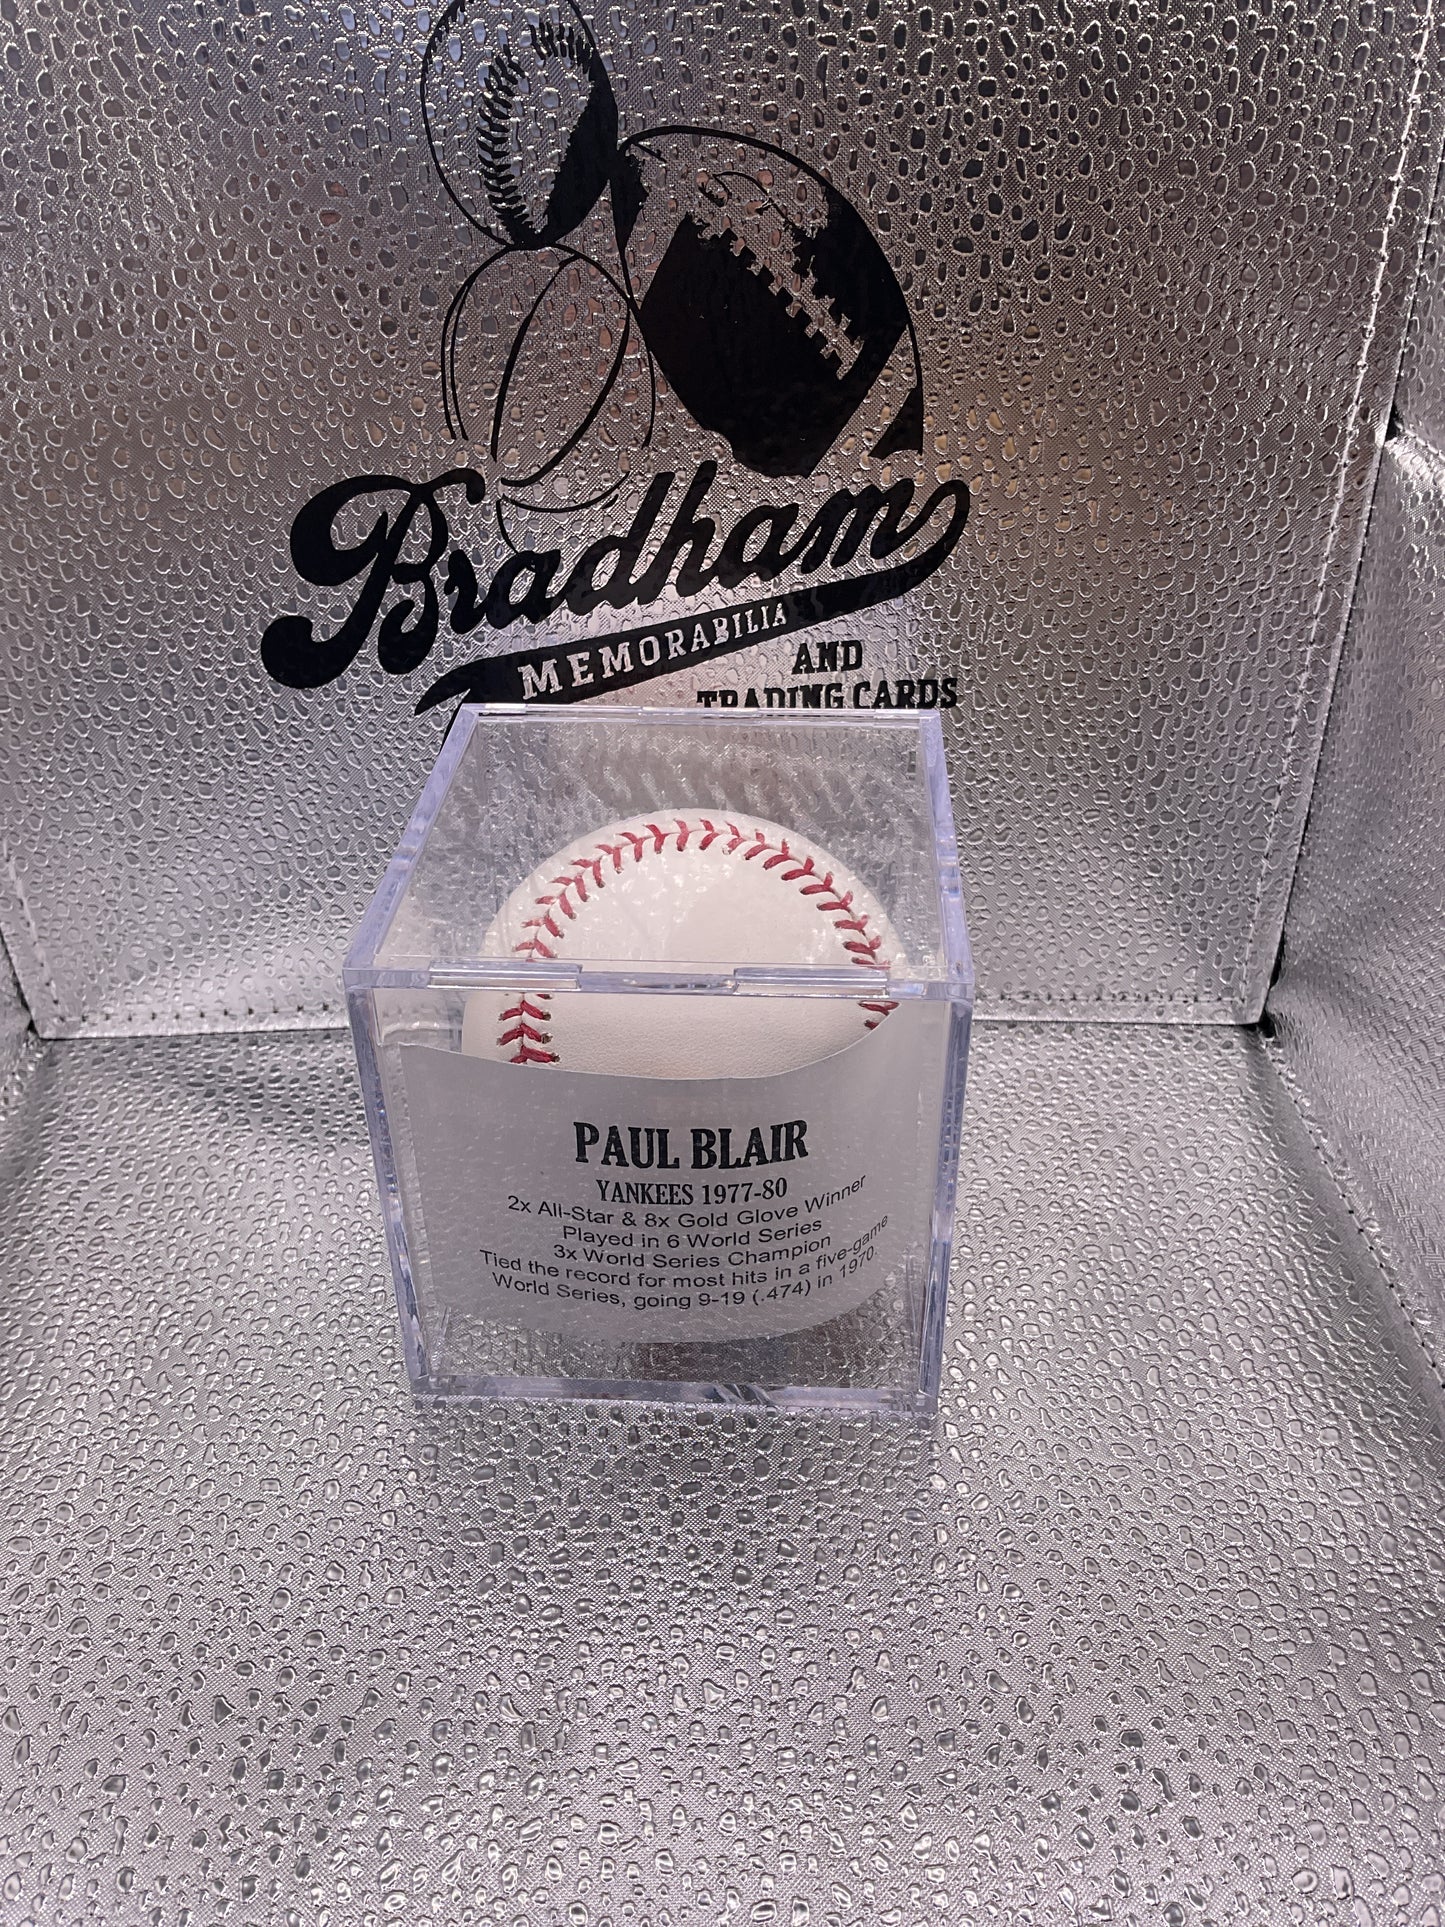 Bradham
MEMORABILIA
AND
TRADING CARDS
PAUL BLAIR
YANKEES 1977-80
2x All-Star & 8x Gold Glove Winner
Played in 6 World Series
3x World Series Champion
Tied the record for most hits in a five-game
World Series, going 9-19 (.474) in 1970.